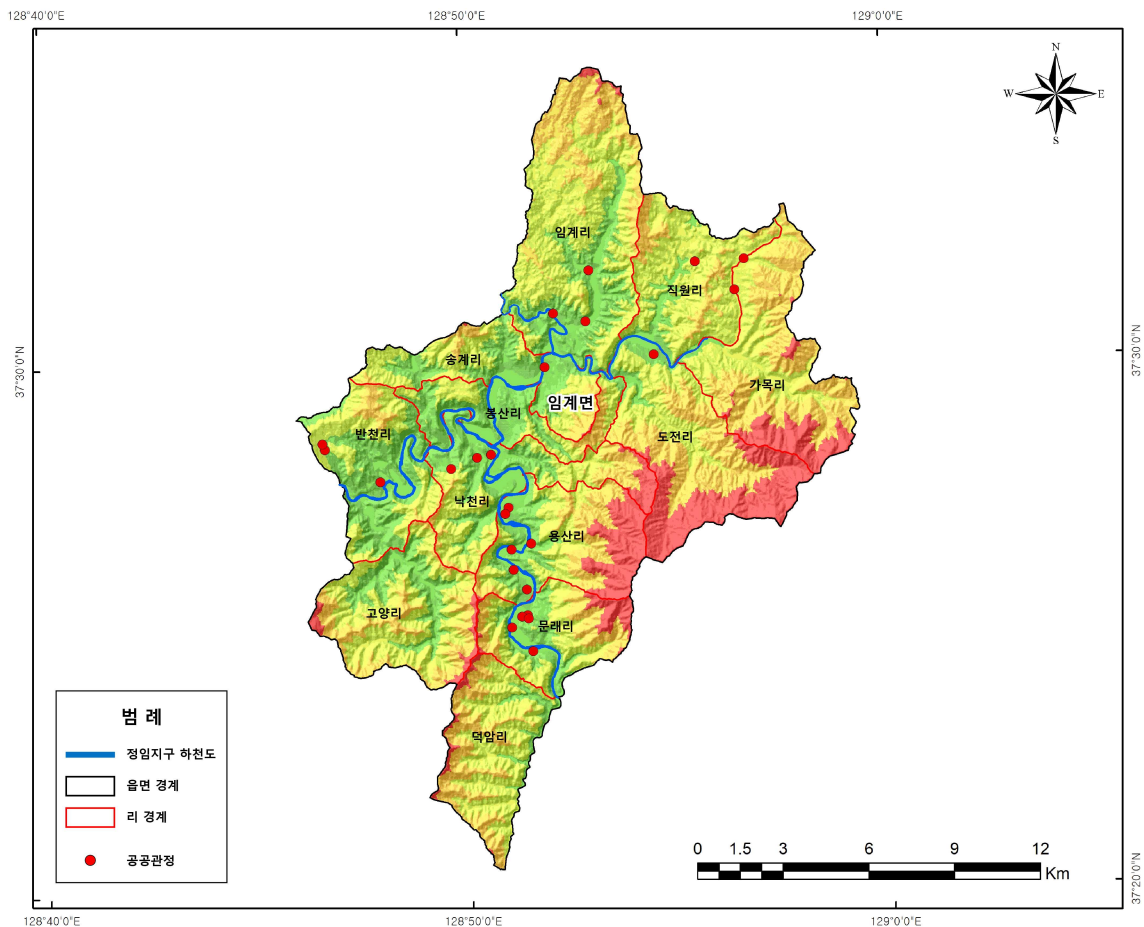 128°40'0"E
128°50'0"E
129°0'0"E
N
W
E
S
37°30'0"N
37°30'0"N
임계리
직원리
송계리
가목리
임계면
봉산리
반천리
도전리
낙천리
용산리
고양리
문래리
덕암리
범 례
정임지구 하천도
읍면 경계
리 경계
공공관정
0 1.5 3 6 9 12
Km
37°20'0"N
128°40'0"E
128°50'0"E
129°0'0"E